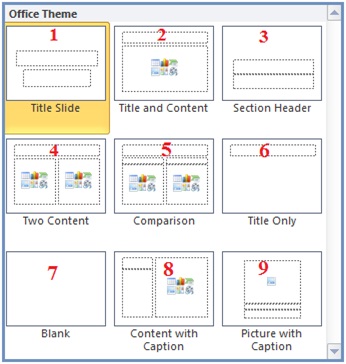 Office Theme
1 2 3
Title Slide Title and Content Section Header
4 5 6
Two Content Comparison Title Only
7 8 9
Blank Content with Caption Picture with Caption